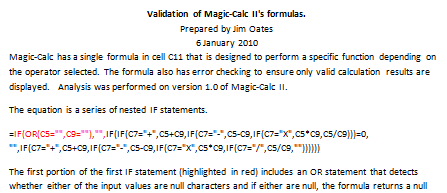 Validation of Magic-Calc II's formulas.
Prepared by Jim Oates
6 January 2010
Magic-Calc has a single formula in cell C11 that is designed to perform a specific function depending on
the operator selected. The formula also has error checking to ensure only valid calculation results are
displayed. Analysis was performed on version 1.0 of Magic-Calc II.
The equation is a series of nested IF statements.
=IF(OR(C5="",C9=""),"",IF(IF(C7="+",C5+C9,IF(C7="-",C5-C9,IF(C7="X",C5*C9,C5/C9)))=0,
"",IF(C7="+",C5+C9,IF(C7="-",C5-C9,IF(C7="X",C5*C9,IF(C7="/",C5/C9,""))))))
The first portion of the first IF statement (highlighted in red) includes an OR statement that detects
whether either of the input values are null characters and if either are null, the formula returns a null